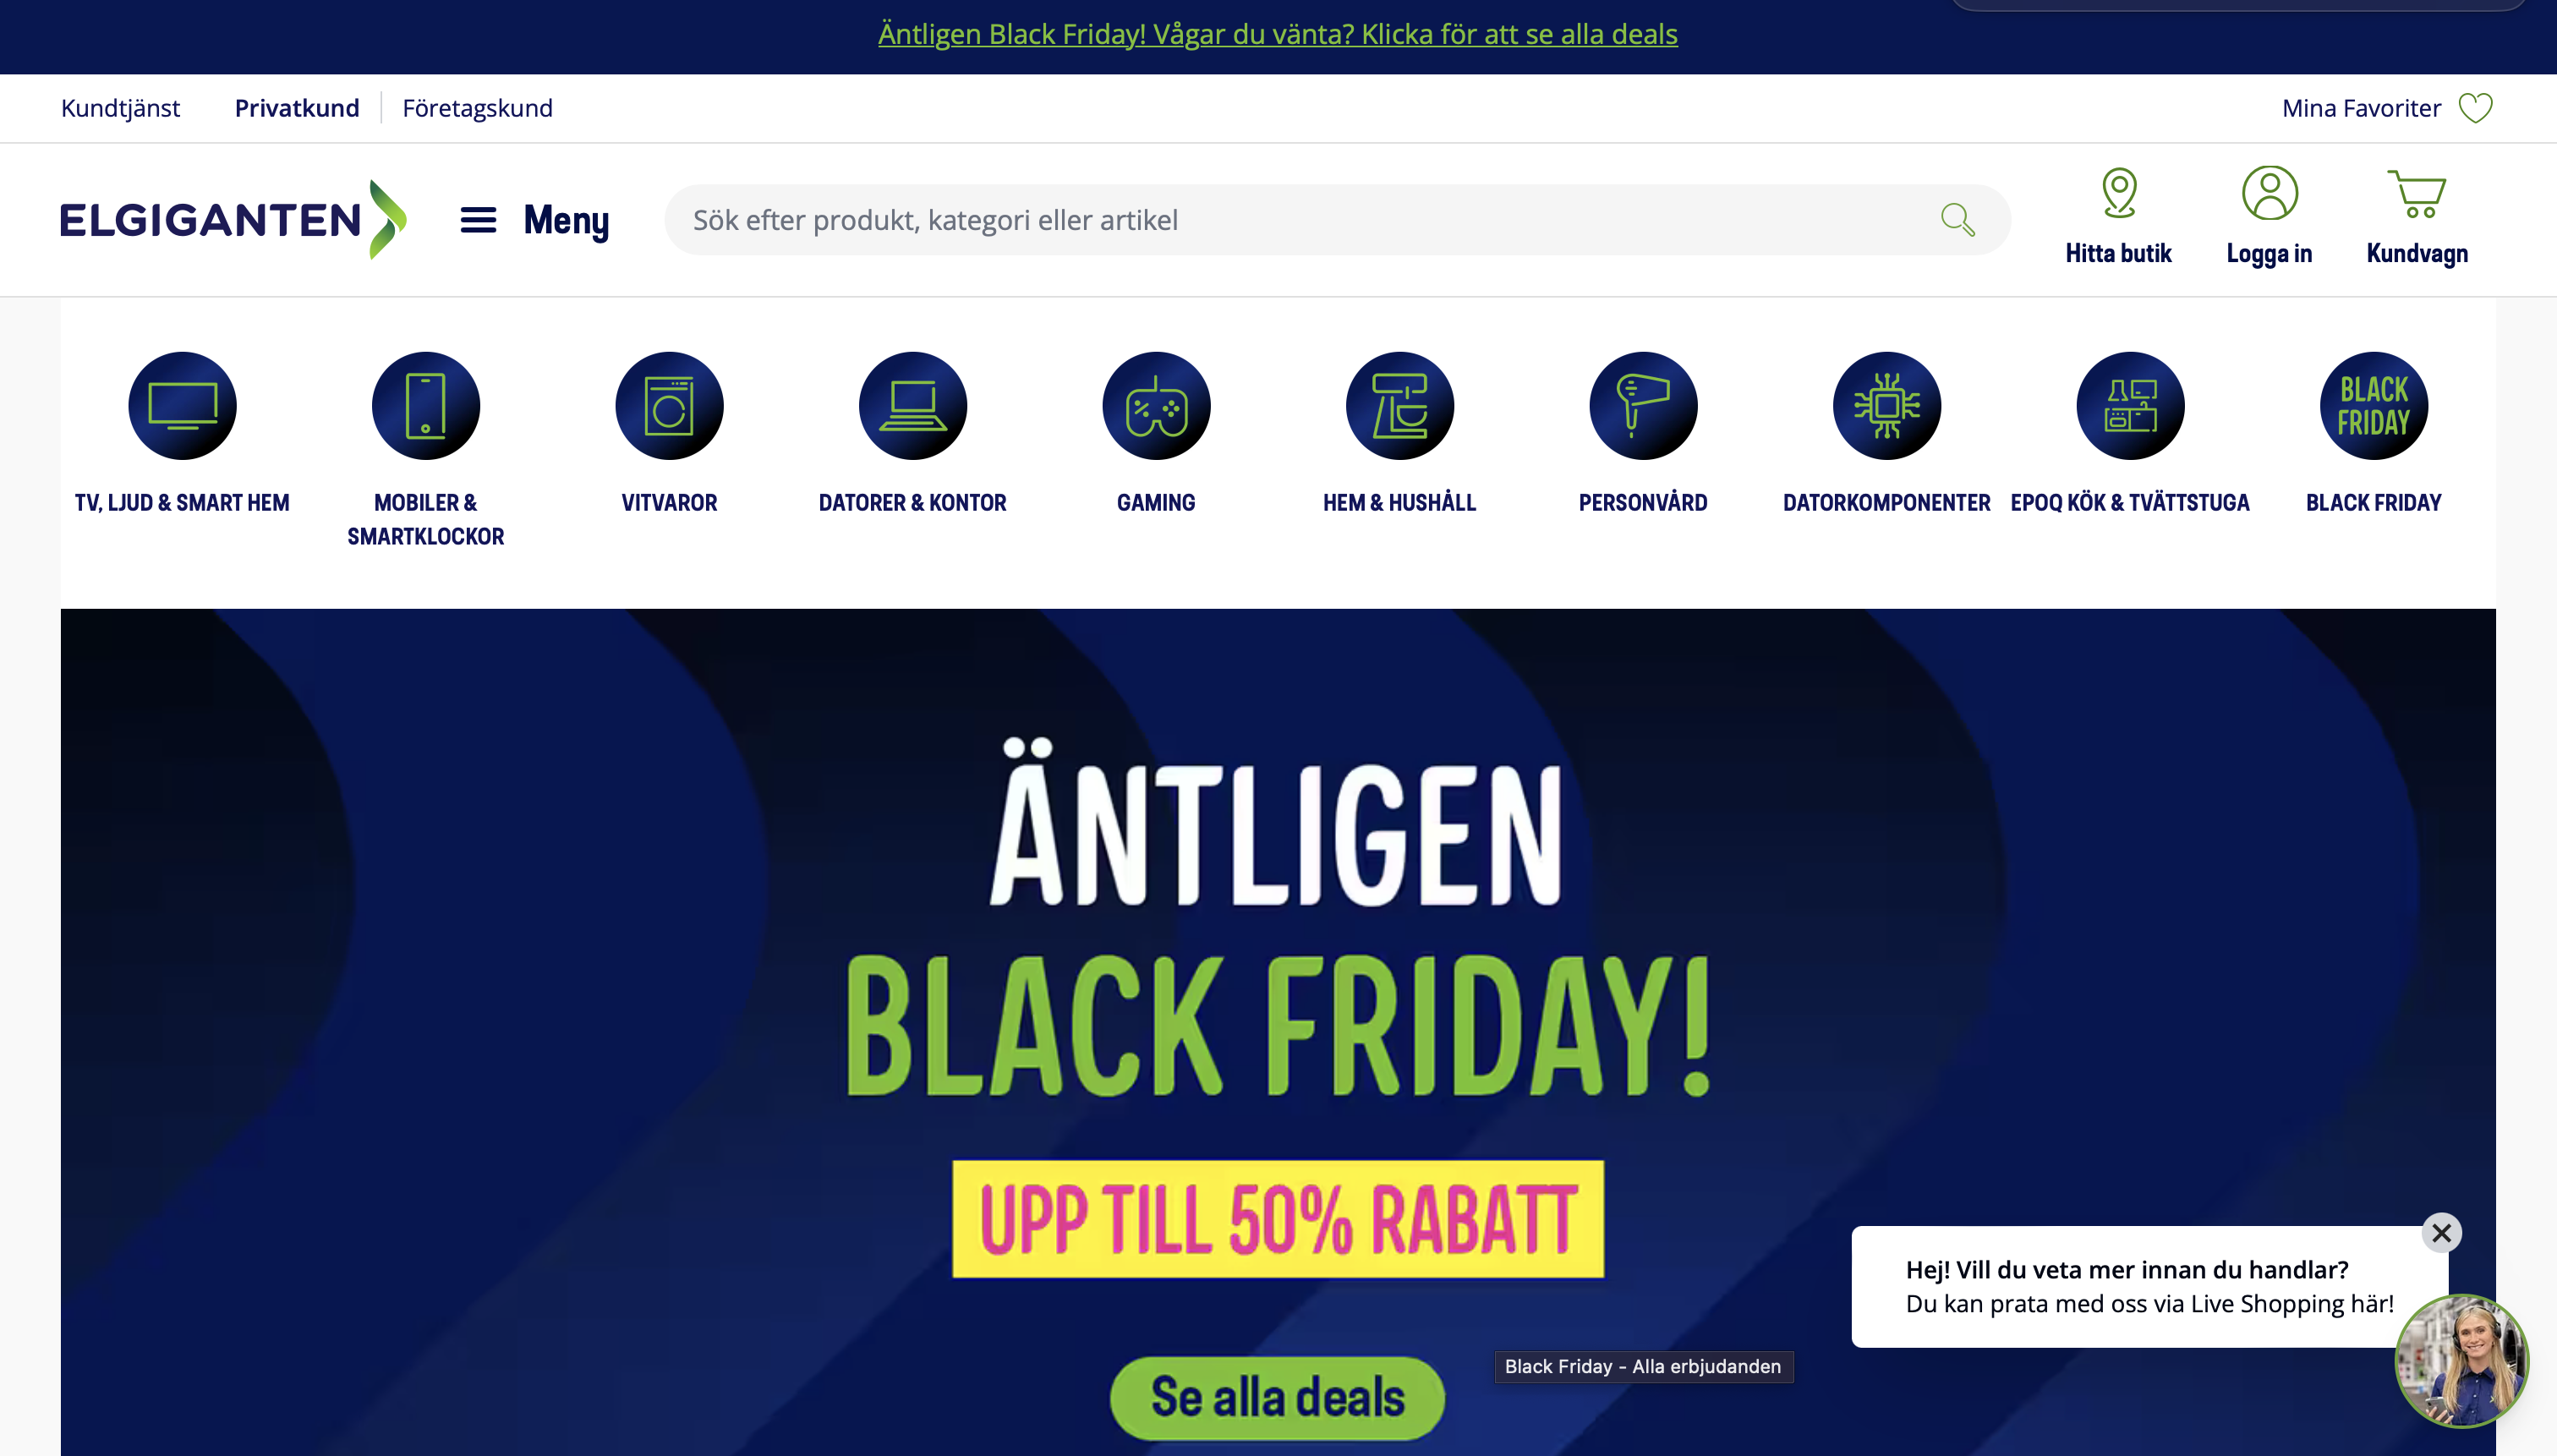 Äntligen Black Friday! Vågar du vänta? Klicka för att se alla deals
Kundtjänst
Privatkund
Företagskund
Mina Favoriter
ELGIGANTEN
Meny
Sök efter produkt, kategori eller artikel
Hitta butik
Logga in
Kundvagn
BLACK
FRIDAY
TV, LJUD & SMART HEM
MOBILER &
SMARTKLOCKOR
VITVAROR
DATORER & KONTOR
GAMING
HEM & HUSHÅLL
PERSONVÅRD
DATORKOMPONENTER
EPOQ KÖK & TVÄTTSTUGA
BLACK FRIDAY
ÄNTLIGEN
BLACK FRIDAY!
UPP TILL 50% RABATT
Hej! Vill du veta mer innan du handlar?
Du kan prata med oss via Live Shopping här!
Black Friday - Alla erbjudanden
Se alla deals